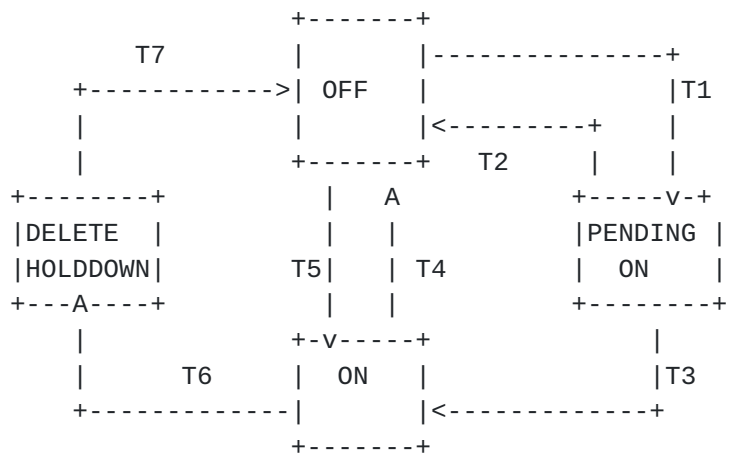 +-------+
T7          |       |---------------+
+------------>| OFF   |               |T1
|             |       |<---------+    |
|             +-------+   T2     |    |
+--------+          |   A           +-----v-+
|DELETE  |          |   |           |PENDING |
|HOLDDOWN|        T5|   | T4        |  ON    |
+---A----+          |   |           +--------+
|             +-v-----+              |
|      T6     |  ON   |              |T3
+-------------|       |<-------------+
+-------+